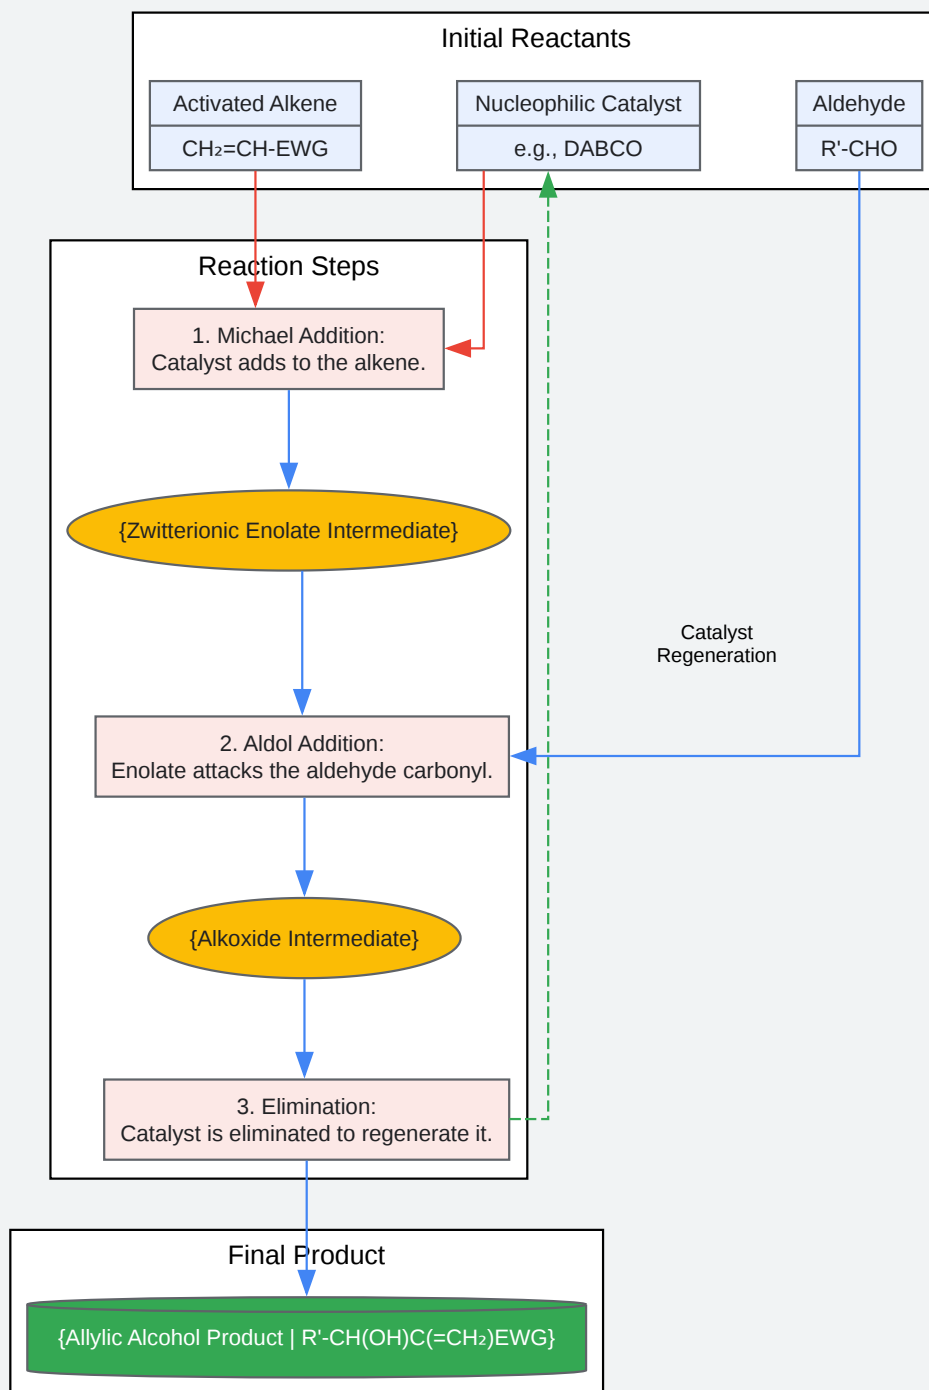 Initial Reactants
Activated Alkene
CH₂=CH-EWG
Nucleophilic Catalyst
e.g., DABCO
Aldehyde
R'-CHO
Reaction Steps
1. Michael Addition:
Catalyst adds to the alkene.
{Zwitterionic Enolate Intermediate}
Catalyst
Regeneration
2. Aldol Addition:
Enolate attacks the aldehyde carbonyl.
{Alkoxide Intermediate}
3. Elimination:
Catalyst is eliminated to regenerate it.
Final Product
{Allylic Alcohol Product | R'-CH(OH)C(=CH₂)EWG}